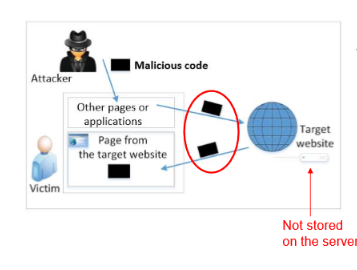 Attacker
Malicious code
Other pages or
applications
Page from
the target website
Target
website
Victim
Not stored
on the server